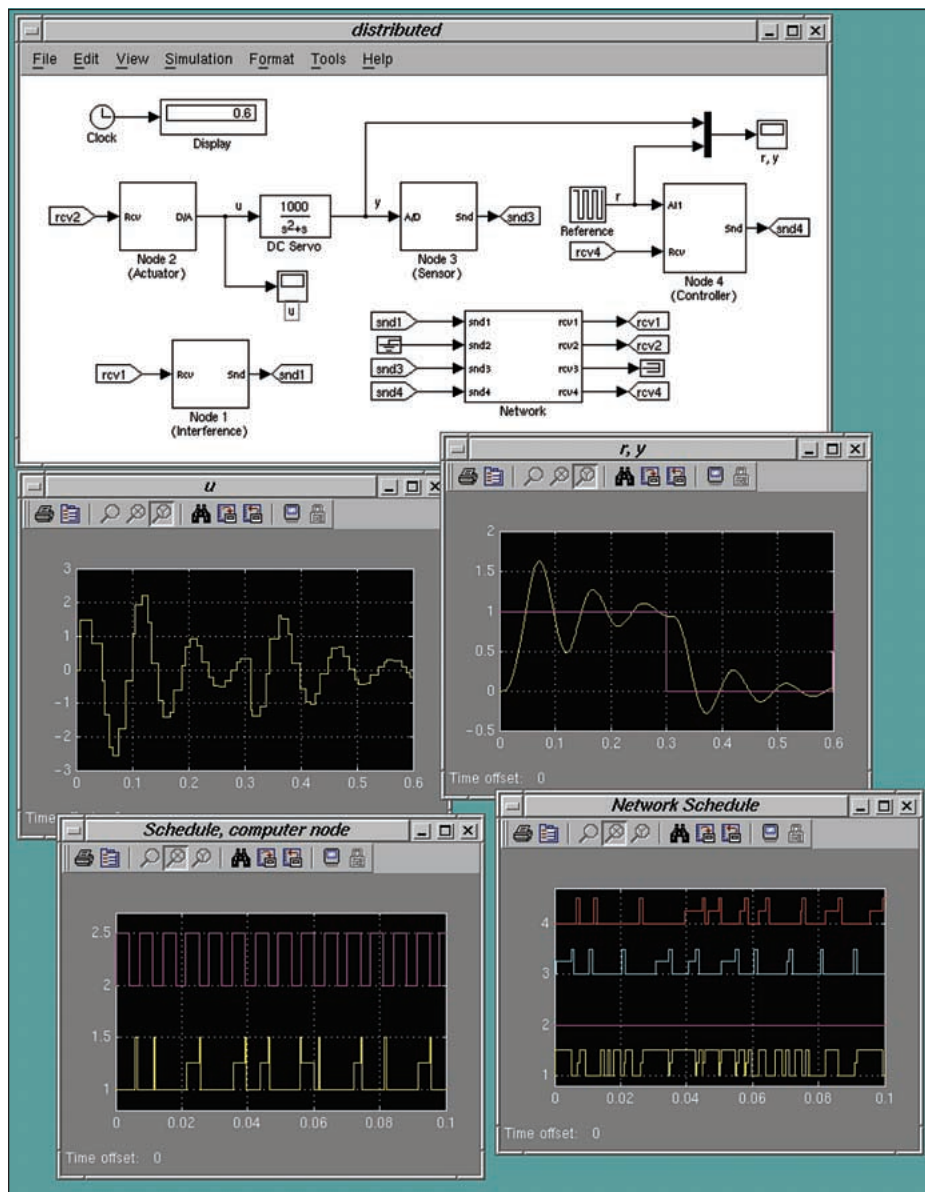 distributed
File Edit View Simulation Format Tools Help
Clock
0.6
Display
r, y
rcv2
Rcv D/A
Node 2
(Actuator)
u
1000
s²+s
DC Servo
y
A/D Snd
snd3
Node 3
(Sensor)
Reference
r
rcv4
AI1
Rcv
Snd
snd4
Node 4
(Controller)
u
rcv1
Rcv Snd
snd1
Node 1
(Interference)
snd1 snd1 rcv1 rcv1
snd2 rcv2 rcv2
snd3 snd3 rcv3
snd4 snd4 rcv4 rcv4
Network
u
3
2
1
0
−1
−2
−3
0 0.1 0.2 0.3 0.4 0.5 0.6
Time offset:
r, y
2
1.5
1
0.5
0
−0.5
0 0.1 0.2 0.3 0.4 0.5 0.6
Time offset: 0
Schedule, computer node
2.5
2
1.5
1
0 0.02 0.04 0.06 0.08 0.1
Time offset: 0
Network Schedule
4
3
2
1
0 0.02 0.04 0.06 0.08 0.1
Time offset: 0